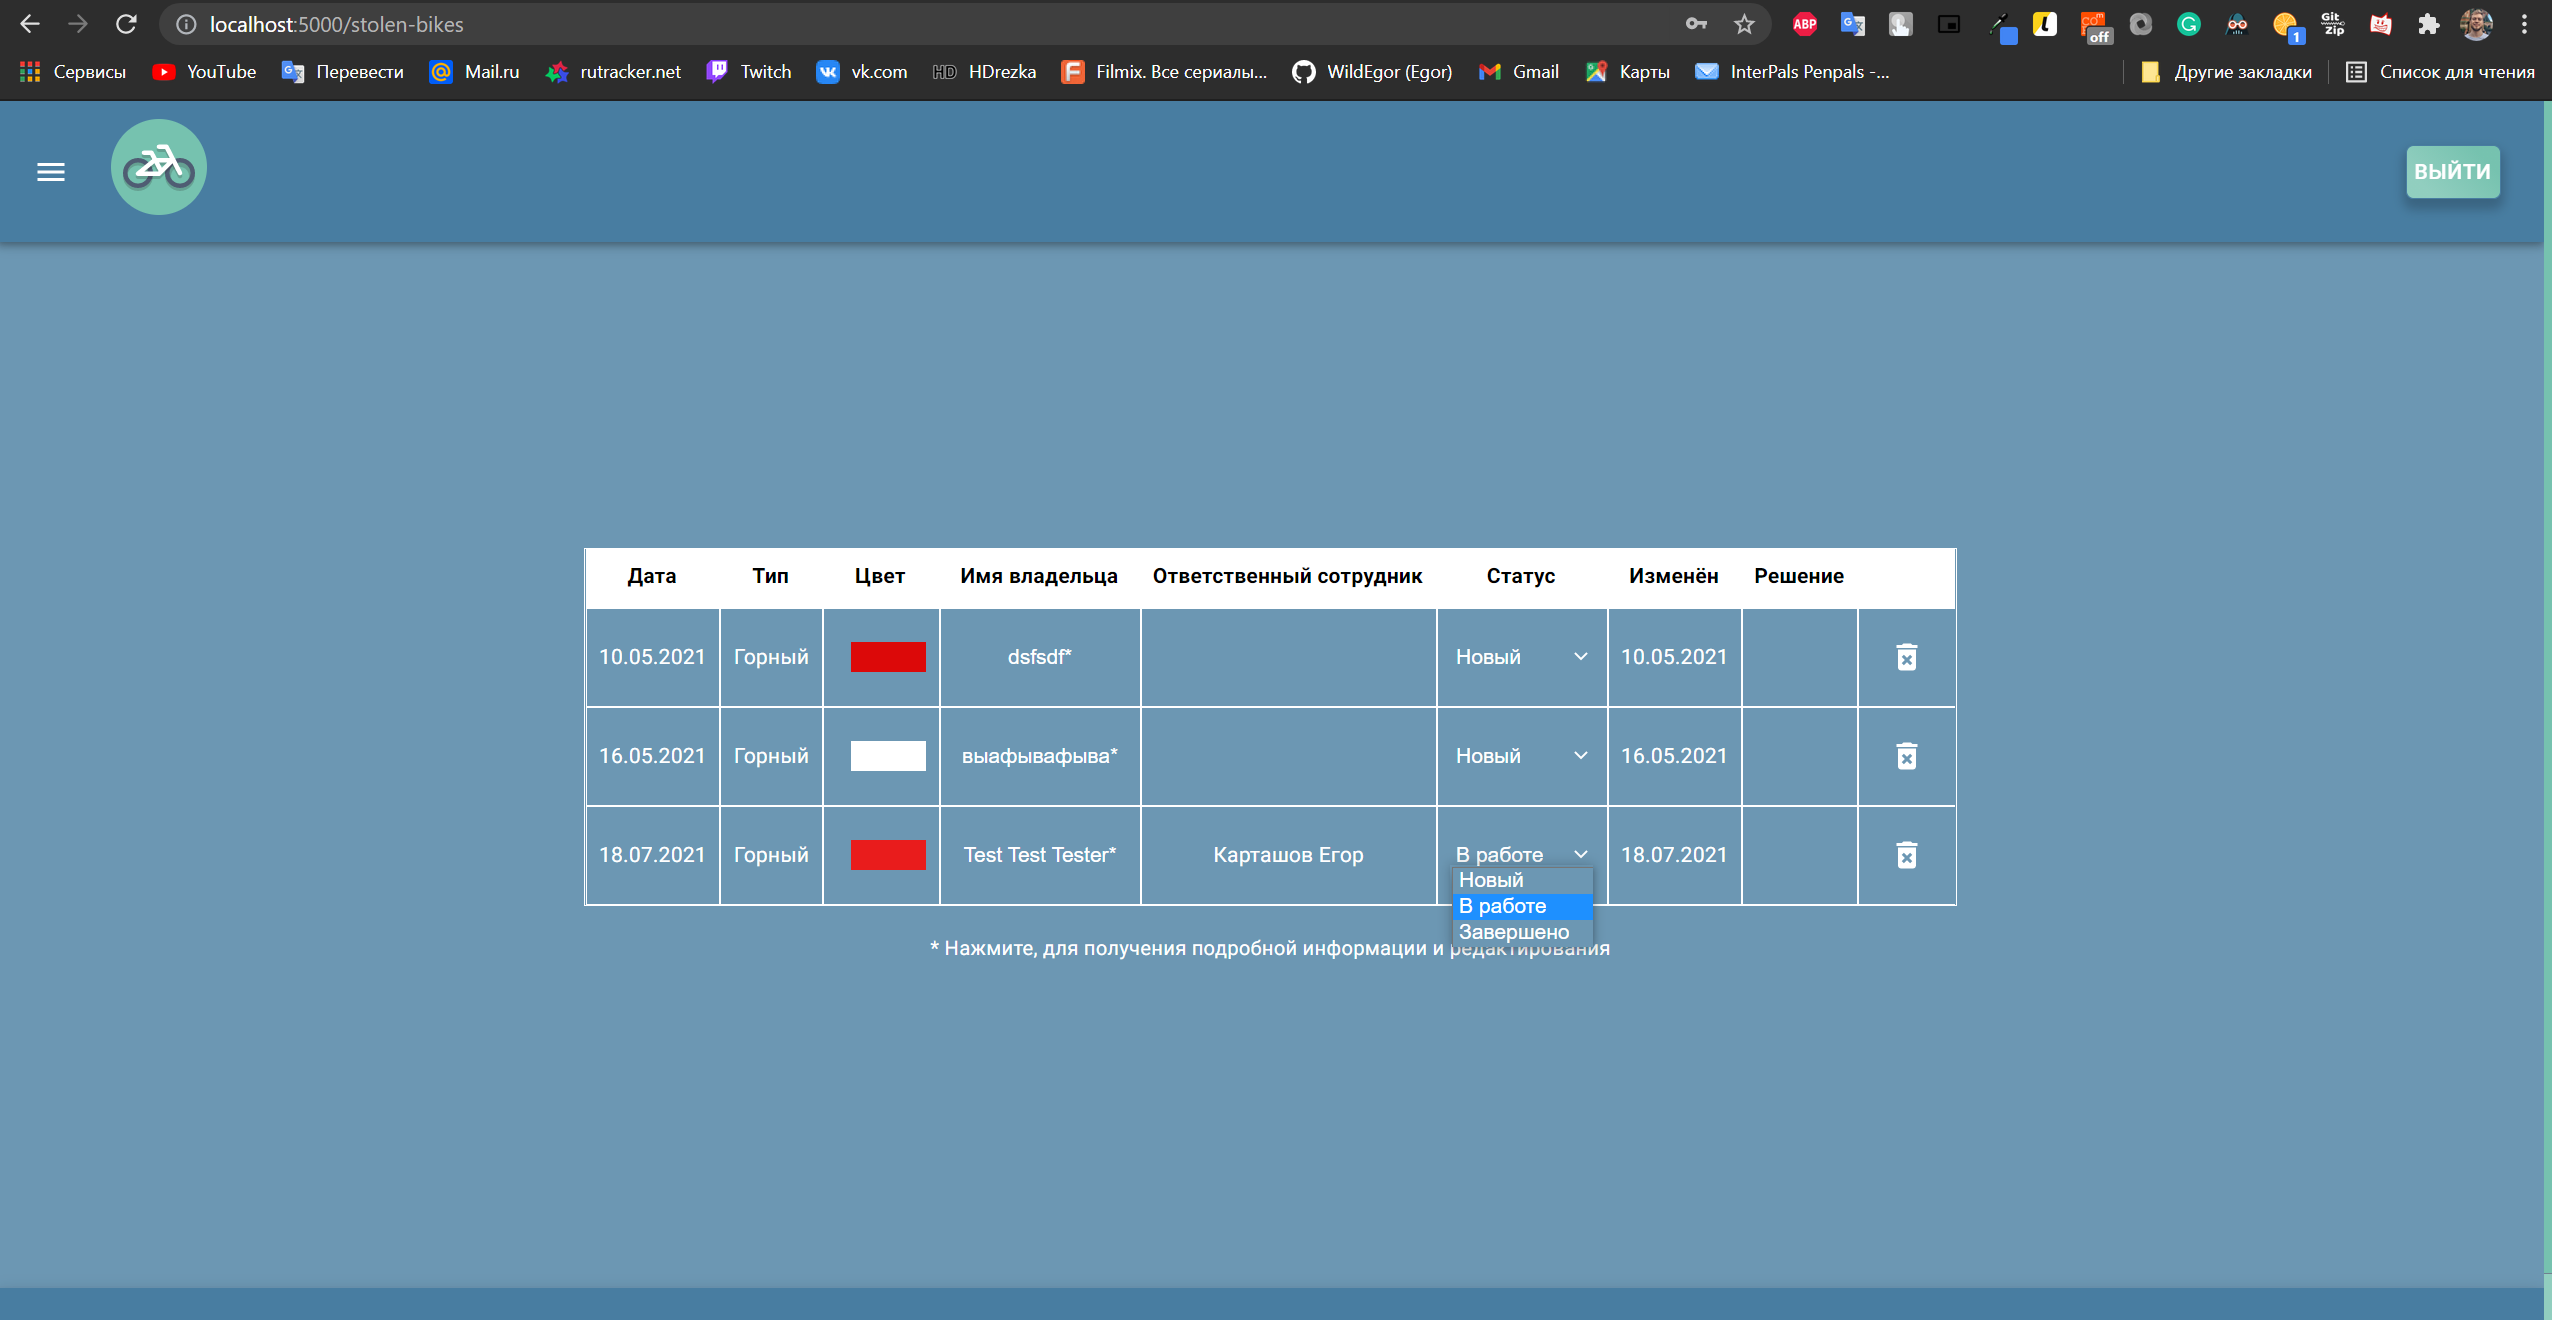 localhost:5000/stolen-bikes
ABP
off
1
Git Zip
Сервисы YouTube Перевести Mail.ru rutracker.net Twitch vk.com HD HDrezka Filmix. Все сериалы... WildEgor (Egor) Gmail Карты InterPals Penpals -... Другие закладки Список для чтения
ВЫЙТИ
Дата Тип Цвет Имя владельца Ответственный сотрудник Статус Изменён Решение
10.05.2021 Горный dsfsdf* Новый 10.05.2021
16.05.2021 Горный выафывафыва* Новый 16.05.2021
18.07.2021 Горный Test Test Tester* Карташов Егор В работе 18.07.2021
Новый
В работе
Завершено
* Нажмите, для получения подробной информации и редактирования